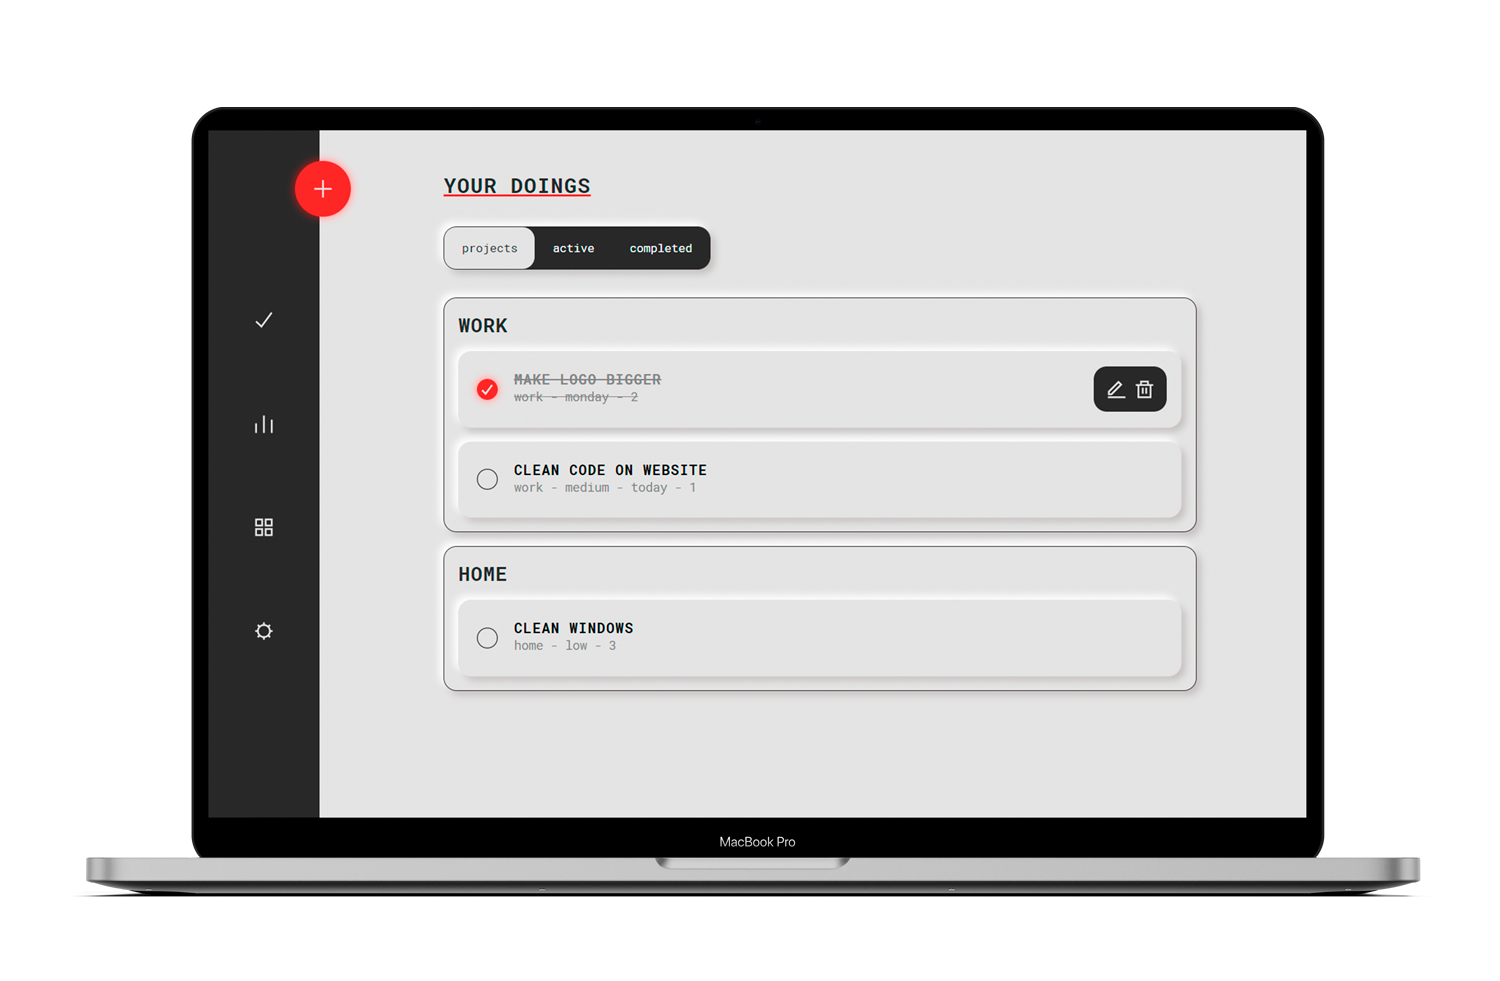 YOUR DOINGS
projects active completed
WORK
MAKE LOGO BIGGER
work - monday - 2
CLEAN CODE ON WEBSITE
work - medium - today - 1
HOME
CLEAN WINDOWS
home - low - 3
MacBook Pro